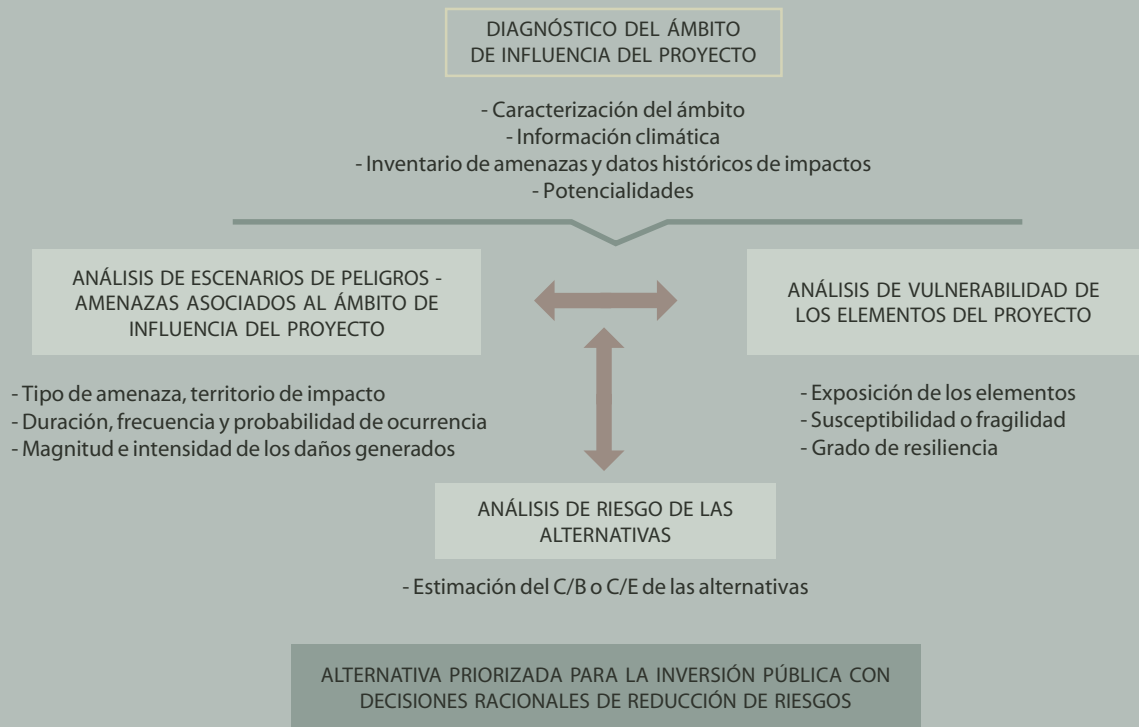 DIAGNÓSTICO DEL ÁMBITO
DE INFLUENCIA DEL PROYECTO
- Caracterización del ámbito
- Información climática
- Inventario de amenazas y datos históricos de impactos
- Potencialidades
ANÁLISIS DE ESCENARIOS DE PELIGROS -
AMENAZAS ASOCIADOS AL ÁMBITO DE
INFLUENCIA DEL PROYECTO
- Tipo de amenaza, territorio de impacto
- Duración, frecuencia y probabilidad de ocurrencia
- Magnitud e intensidad de los daños generados
ANÁLISIS DE VULNERABILIDAD DE
LOS ELEMENTOS DEL PROYECTO
- Exposición de los elementos
- Susceptibilidad o fragilidad
- Grado de resiliencia
ANÁLISIS DE RIESGO DE LAS
ALTERNATIVAS
- Estimación del C/B o C/E de las alternativas
ALTERNATIVA PRIORIZADA PARA LA INVERSIÓN PÚBLICA CON
DECISIONES RACIONALES DE REDUCCIÓN DE RIESGOS